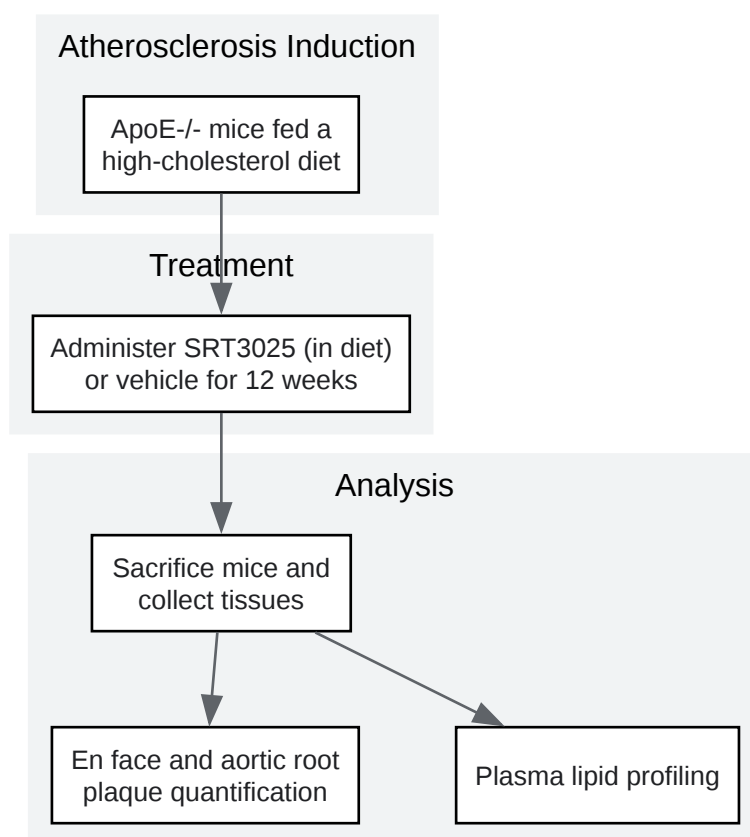 Atherosclerosis Induction
ApoE-/- mice fed a
high-cholesterol diet
Treatment
Administer SRT3025 (in diet)
or vehicle for 12 weeks
Analysis
Sacrifice mice and
collect tissues
En face and aortic root
plaque quantification
Plasma lipid profiling